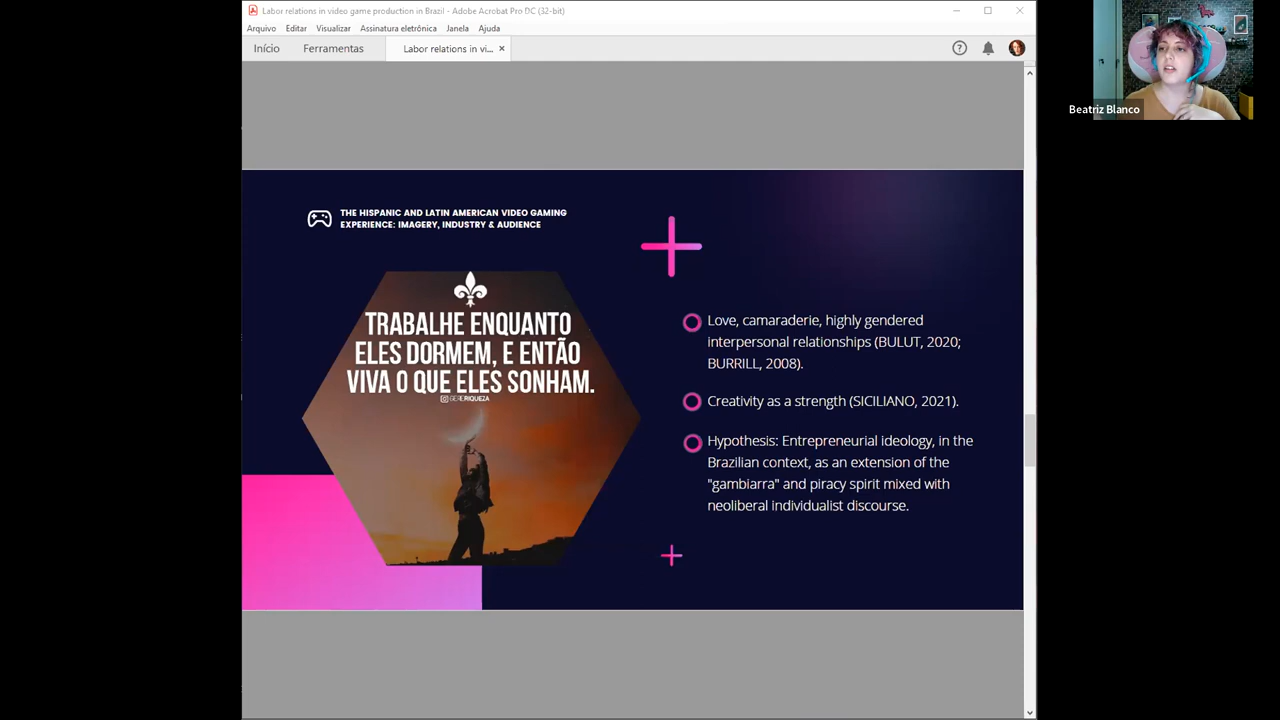 Labor relations in video game production in Brazil - Adobe Acrobat Pro DC (32-bit)
Arquivo Editar Visualizar Assinatura eletrônica Janela Ajuda
Início Ferramentas Labor relations in vi... ×
Beatriz Blanco
THE HISPANIC AND LATIN AMERICAN VIDEO GAMING
EXPERIENCE: IMAGERY, INDUSTRY & AUDIENCE
TRABALHE ENQUANTO
ELES DORMEM, E ENTÃO
VIVA O QUE ELES SONHAM.
GERERIQUEZA
Love, camaraderie, highly gendered
interpersonal relationships (BULUT, 2020;
BURRILL, 2008).
Creativity as a strength (SICILIANO, 2021).
Hypothesis: Entrepreneurial ideology, in the
Brazilian context, as an extension of the
"gambiarra" and piracy spirit mixed with
neoliberal individualist discourse.